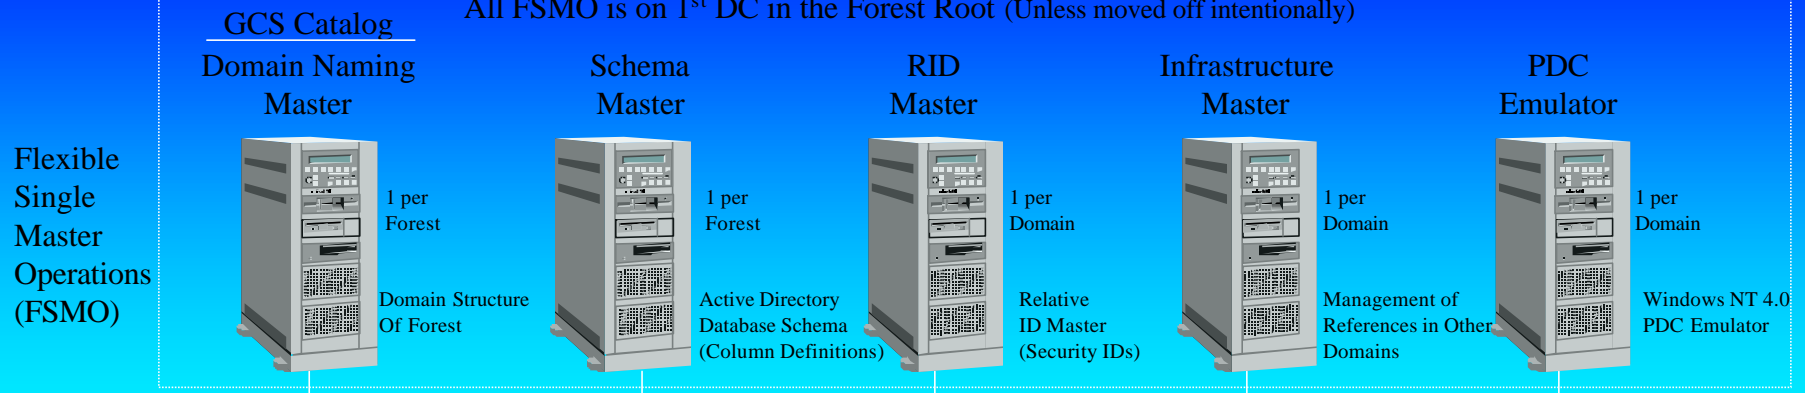 All FSMO is on 1st DC in the Forest Root (Unless moved off intentionally)
GCS Catalog
Domain Naming
Master
Schema
Master
RID
Master
Infrastructure
Master
PDC
Emulator
Flexible
Single
Master
Operations
(FSMO)
1 per
Forest
Domain Structure
Of Forest
1 per
Forest
Active Directory
Database Schema
(Column Definitions)
1 per
Domain
Relative
ID Master
(Security IDs)
1 per
Domain
Management of
References in Other
Domains
1 per
Domain
Windows NT 4.0
PDC Emulator